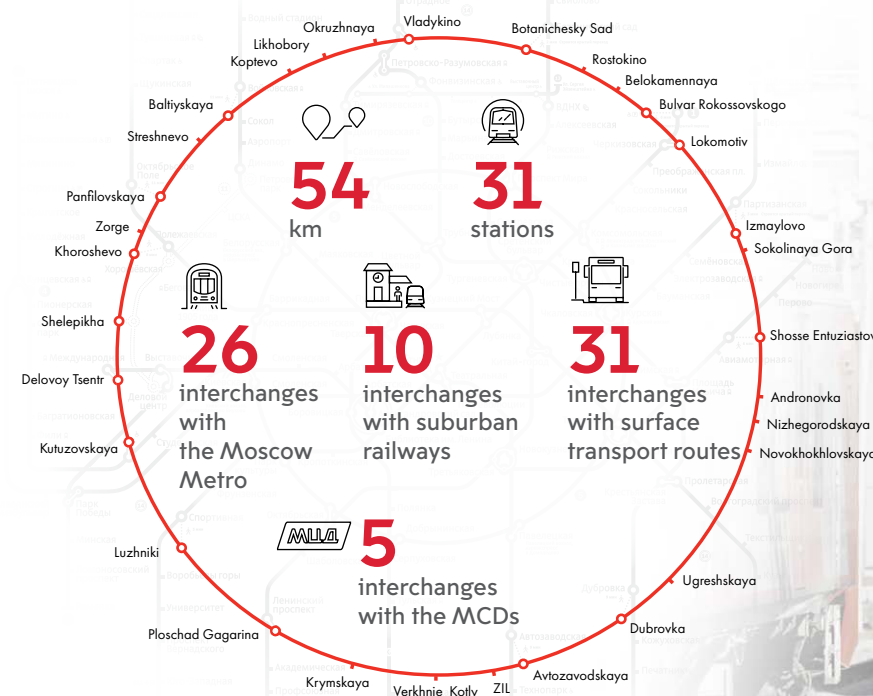 Vladykino
Okruzhnaya
Likhobory
Koptevo
Botanichesky Sad
Rostokino
Belokamennaya
Bulvar Rokossovskogo
Lokomotiv
Baltiyskaya
Streshnevo
Panfilovskaya
Zorge
Khoroshevo
Izmaylovo
Sokolinaya Gora
54
km
31
stations
Shelepikha
Delovoy Tsentr
Kutuzovskaya
Shosse Entuziastov
Andronovka
Nizhegorodskaya
Novokhokhlovskaya
26
interchanges
with
the Moscow
Metro
10
interchanges
with suburban
railways
31
interchanges
with surface
transport routes
МЦД
5
interchanges
with the MCDs
Luzhniki
Ploschad Gagarina
Krymskaya
Verkhnie Kotly
ZIL
Avtozavodskaya
Dubrovka
Ugreshskaya